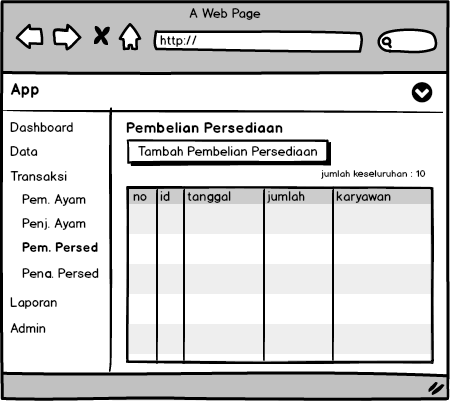 A Web Page
http://
App
Dashboard
Data
Transaksi
Pem. Ayam
Penj. Ayam
Pem. Persed
Peng. Persed
Laporan
Admin
Pembelian Persediaan
Tambah Pembelian Persediaan
jumlah keseluruhan : 10
no id tanggal jumlah karyawan